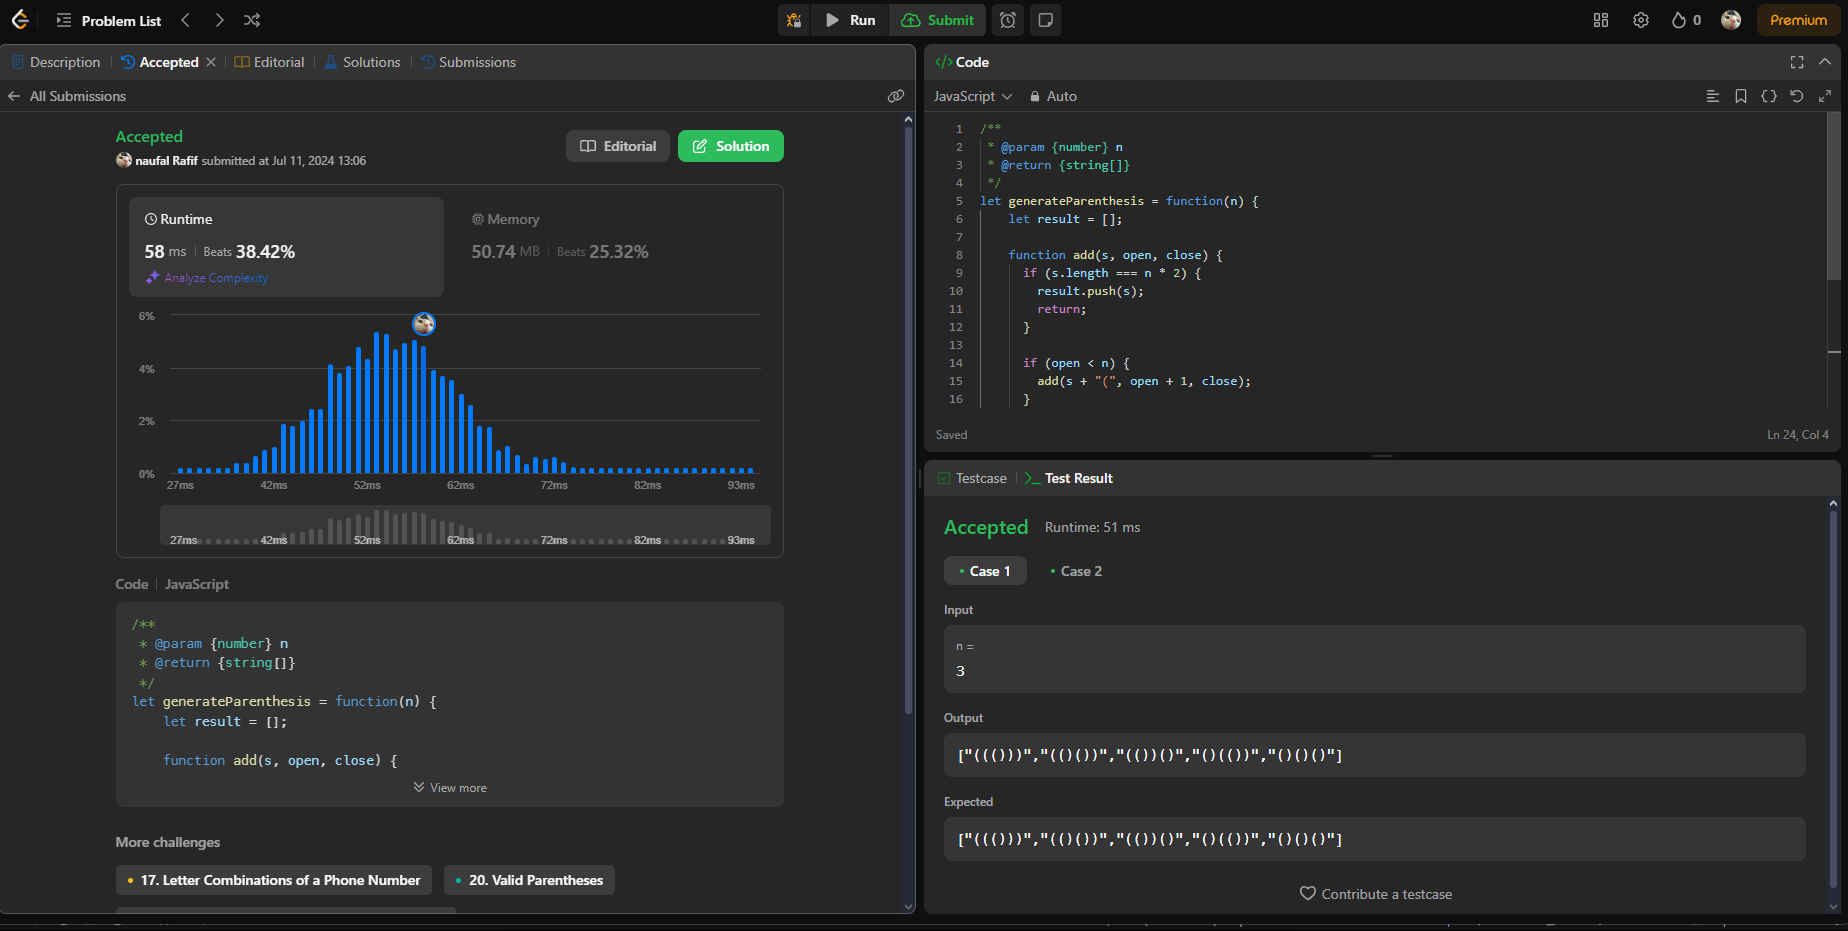 Problem List
Run
Submit
0
Premium
Description
Accepted
Editorial
Solutions
Submissions
All Submissions
Accepted
naufal Rafif submitted at Jul 11, 2024 13:06
Editorial
Solution
Runtime
58 ms
Beats 38.42%
Analyze Complexity
Memory
50.74 MB
Beats 25.32%
6%
4%
2%
0%
27ms 42ms 52ms 62ms 72ms 82ms 93ms
27ms 42ms 52ms 62ms 72ms 82ms 93ms
Code
JavaScript
/**
 * @param {number} n
 * @return {string[]}
 */
let generateParenthesis = function(n) {
    let result = [];
    function add(s, open, close) {
View more
More challenges
17. Letter Combinations of a Phone Number
20. Valid Parentheses
</> Code
JavaScript
Auto
1 /**
2  * @param {number} n
3  * @return {string[]}
4  */
5 let generateParenthesis = function(n) {
6     let result = [];
7
8     function add(s, open, close) {
9       if (s.length === n * 2) {
10         result.push(s);
11         return;
12       }
13
14       if (open < n) {
15         add(s + "(", open + 1, close);
16       }
Saved
Ln 24, Col 4
Testcase
Test Result
Accepted
Runtime: 51 ms
Case 1
Case 2
Input
n =
3
Output
["((()))","(()())","(())()","()(())","()()()"]
Expected
["((()))","(()())","(())()","()(())","()()()"]
Contribute a testcase